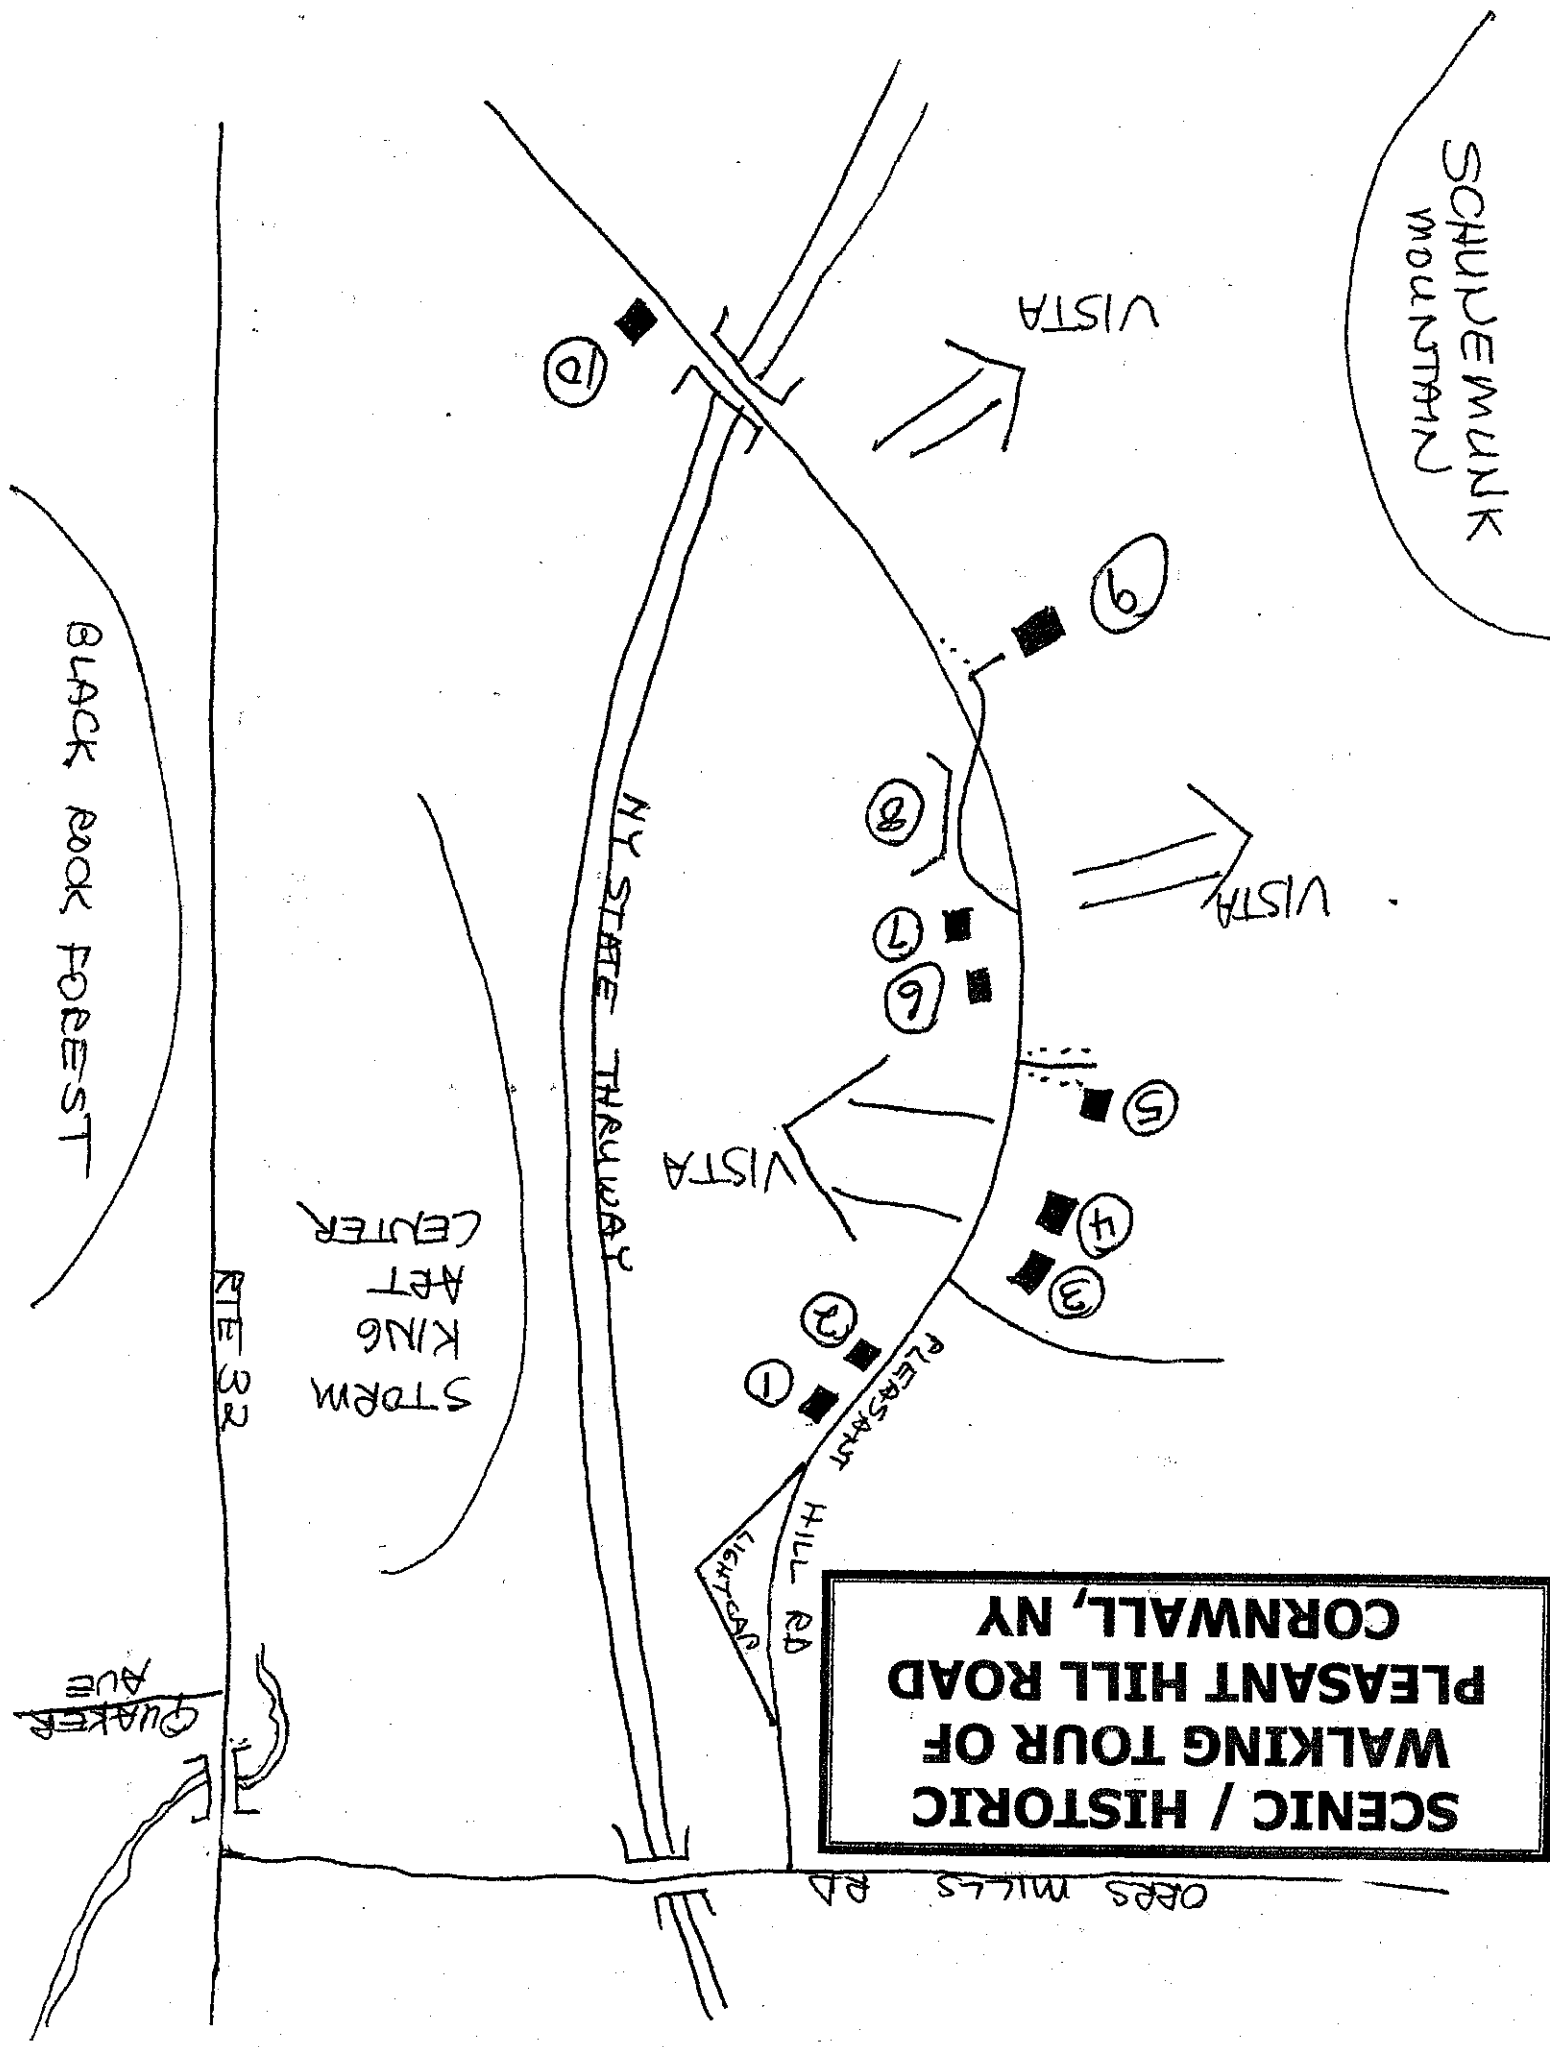 SCENIC / HISTORIC
WALKING TOUR OF
PLEASANT HILL ROAD
CORNWALL, NY
ORRS MILLS RD
QUAKER
AVE
PLEASANT HILL RD
LIGHTCAP
1
2
STORM
KING
ART
CENTER
RTE 32
3
4
VISTA
5
NY STATE THRUWAY
6
7
8
VISTA
BLACK ROCK FOREST
9
10
VISTA
SCHUNEMUNK
MOUNTAIN